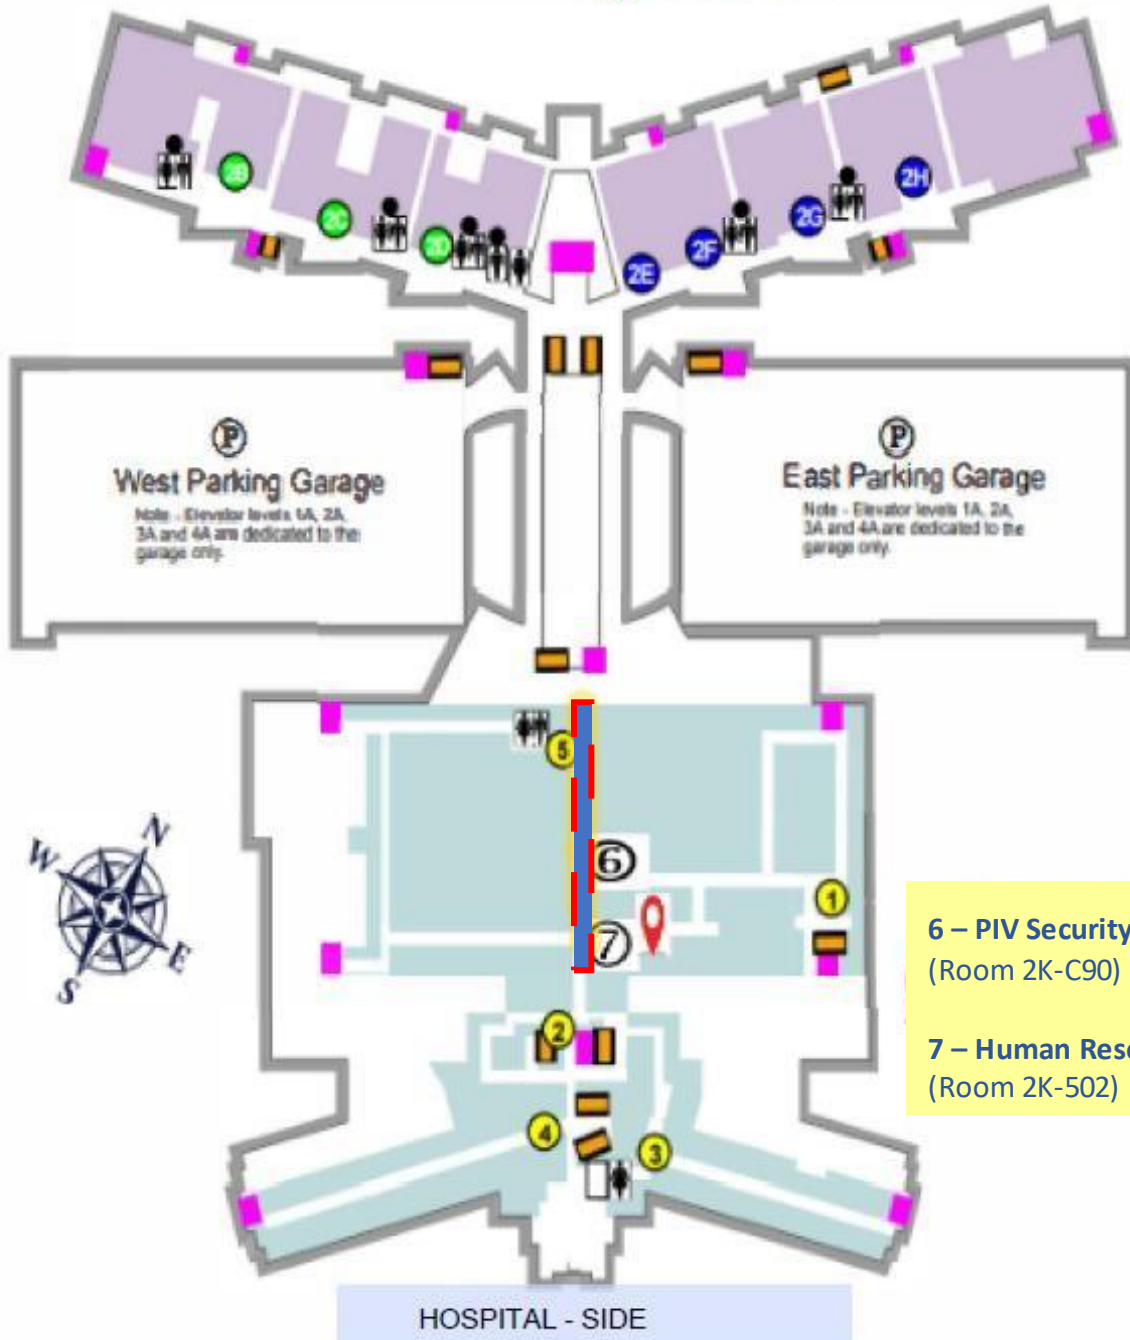 2B
2C
2D
2E
2F
2G
2H
P
West Parking Garage
Note - Elevator levels 1A, 2A,
3A and 4A are dedicated to the
garage only.
P
East Parking Garage
Note - Elevator levels 1A, 2A,
3A and 4A are dedicated to the
garage only.
5
6
7
1
N
W
E
S
6 – PIV Security
(Room 2K-C90)
7 – Human Rese
(Room 2K-502)
2
4
3
HOSPITAL - SIDE